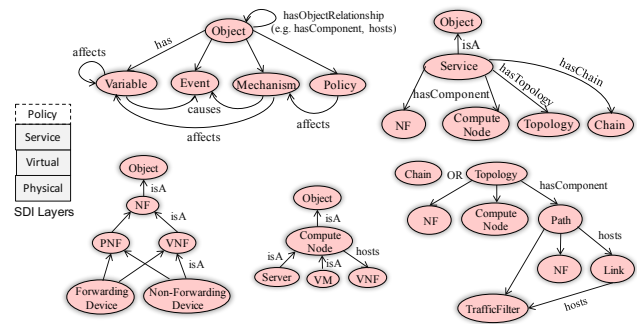 Object
hasObjectRelationship
(e.g. hasComponent, hosts)
has
affects
Variable
Event
Mechanism
Policy
causes
affects
affects
Object
isA
Service
hasComponent
hasTopology
hasChain
NF
Compute
Node
Topology
Chain
Policy
Service
Virtual
Physical
SDI Layers
Object
isA
NF
isA
PNF
VNF
isA
Forwarding
Device
Non-Forwarding
Device
Object
isA
Compute
Node
isA
isA
hosts
Server
VM
VNF
Chain
OR
Topology
hasComponent
NF
Compute
Node
Path
hosts
NF
Link
TrafficFilter
hosts